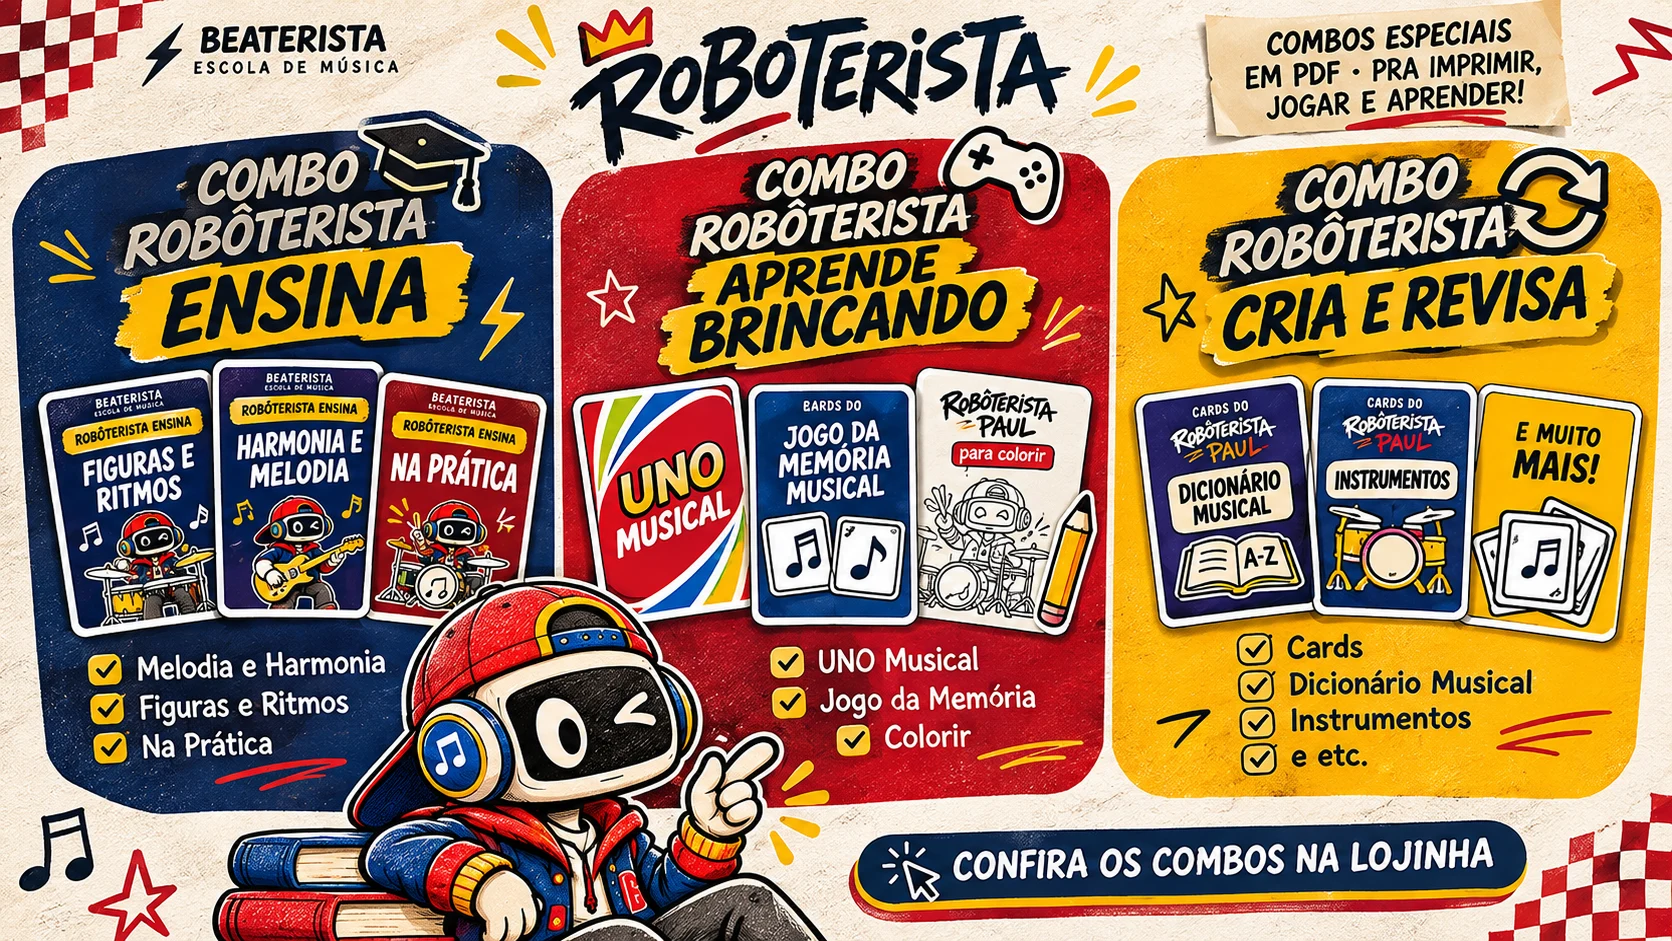 BEATERISTA
ESCOLA DE MÚSICA
ROBOTERISTA
COMBOS ESPECIAIS
EM PDF · PRA IMPRIMIR,
JOGAR E APRENDER!
COMBO
ROBÔTERISTA
ENSINA
BEATERISTA
ESCOLA DE MÚSICA
ROBÔTERISTA ENSINA
FIGURAS E
RITMOS
BEATERISTA
ESCOLA DE MÚSICA
ROBÔTERISTA ENSINA
HARMONIA E
MELODIA
BEATERISTA
ESCOLA DE MÚSICA
ROBÔTERISTA ENSINA
NA PRÁTICA
Melodia e Harmonia
Figuras e Ritmos
Na Prática
COMBO
ROBÔTERISTA
APRENDE
BRINCANDO
UNO
MUSICAL
BARDS DO
JOGO DA
MEMÓRIA
MUSICAL
ROBÔTERISTA
PAUL
para colorir
UNO Musical
Jogo da Memória
Colorir
COMBO
ROBÔTERISTA
CRIA E REVISA
CARDS DO
ROBÔTERISTA
PAUL
DICIONÁRIO
MUSICAL
A-Z
CARDS DO
ROBÔTERISTA
PAUL
INSTRUMENTOS
E MUITO
MAIS!
Cards
Dicionário Musical
Instrumentos
e etc.
CONFIRA OS COMBOS NA LOJINHA